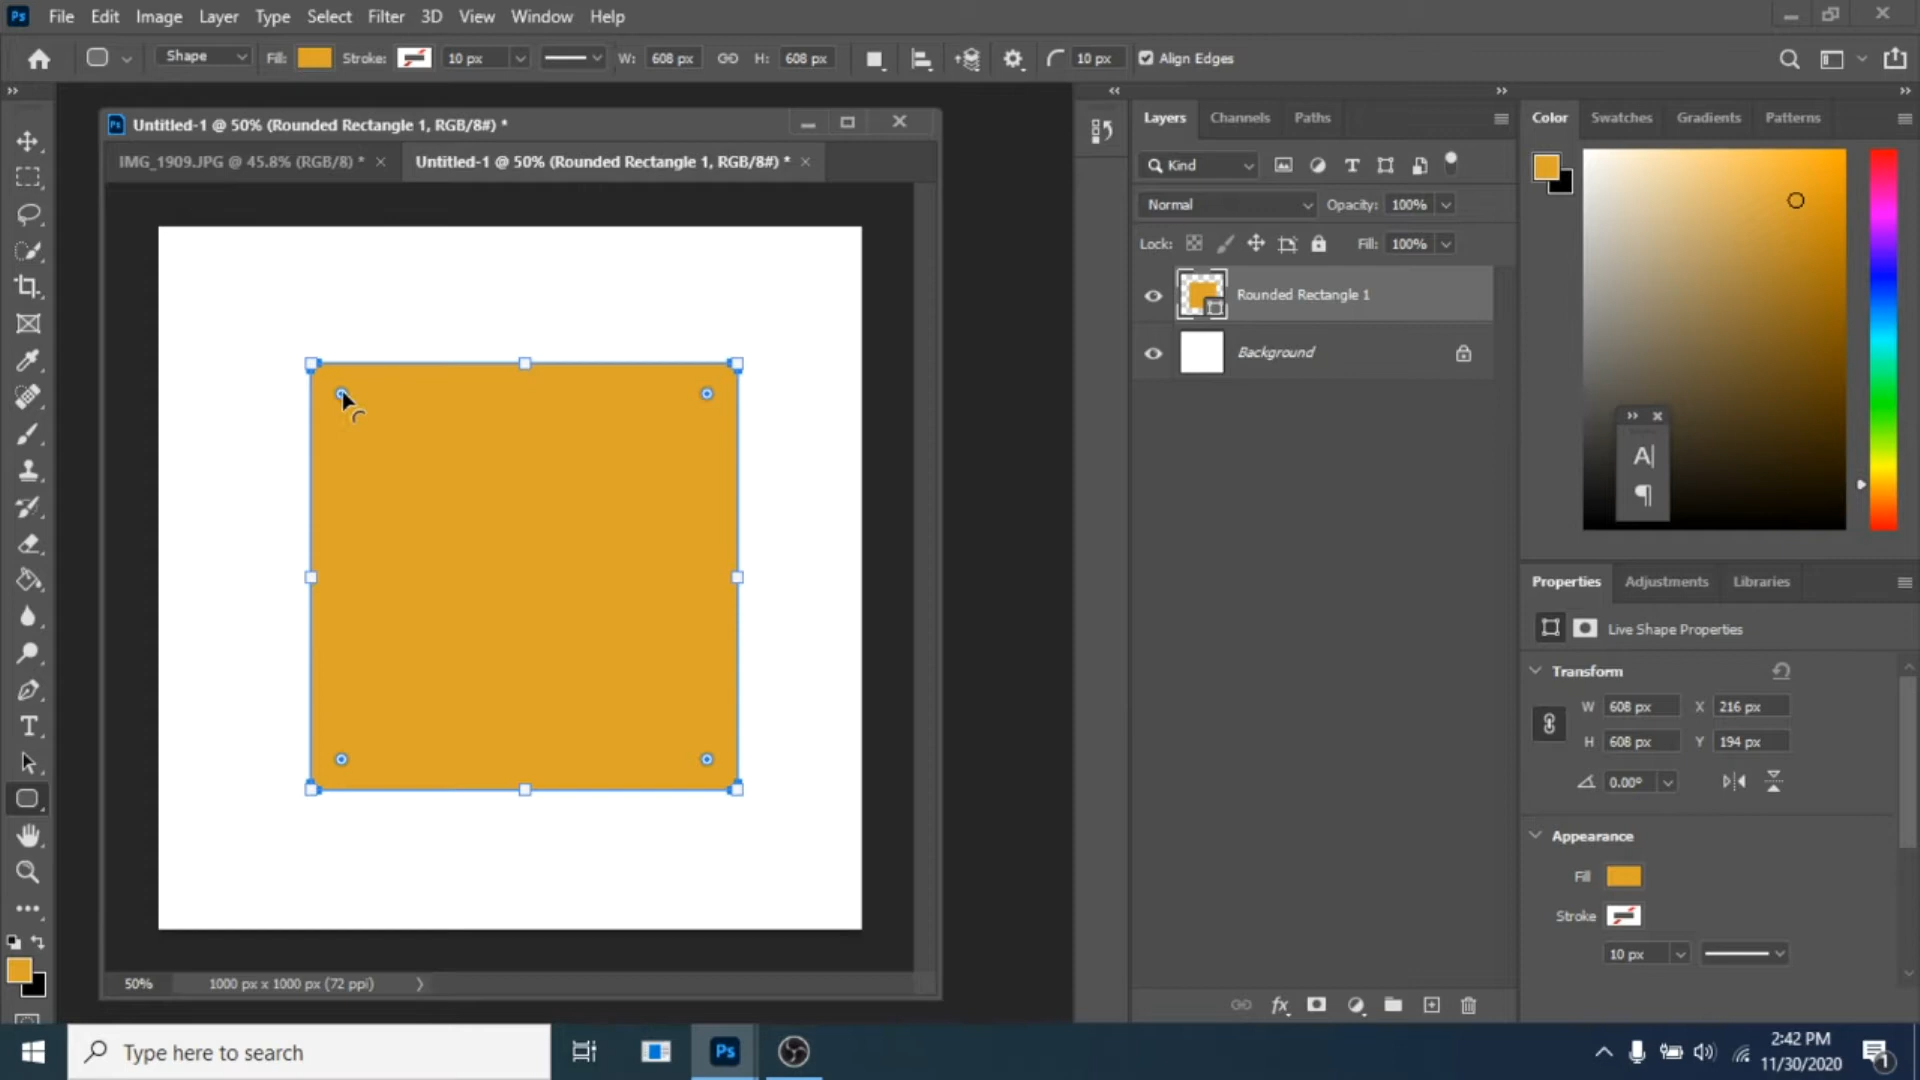 Ps File Edit Image Layer Type Select Filter 3D View Window Help
Shape Fill: Stroke: 10 px W: 608 px H: 608 px 10 px Align Edges
Untitled-1 @ 50% (Rounded Rectangle 1, RGB/8#) *
IMG_1909.JPG @ 45.8% (RGB/8) * Untitled-1 @ 50% (Rounded Rectangle 1, RGB/8#) *
50% 1000 px x 1000 px (72 ppi)
Layers Channels Paths
Kind
Normal Opacity: 100%
Lock: Fill: 100%
Rounded Rectangle 1
Background
Color Swatches Gradients Patterns
Properties Adjustments Libraries
Live Shape Properties
Transform
W 608 px X 216 px
H 608 px Y 194 px
0.00°
Appearance
Fill
Stroke
10 px
Type here to search
Ps
2:42 PM
11/30/2020
1